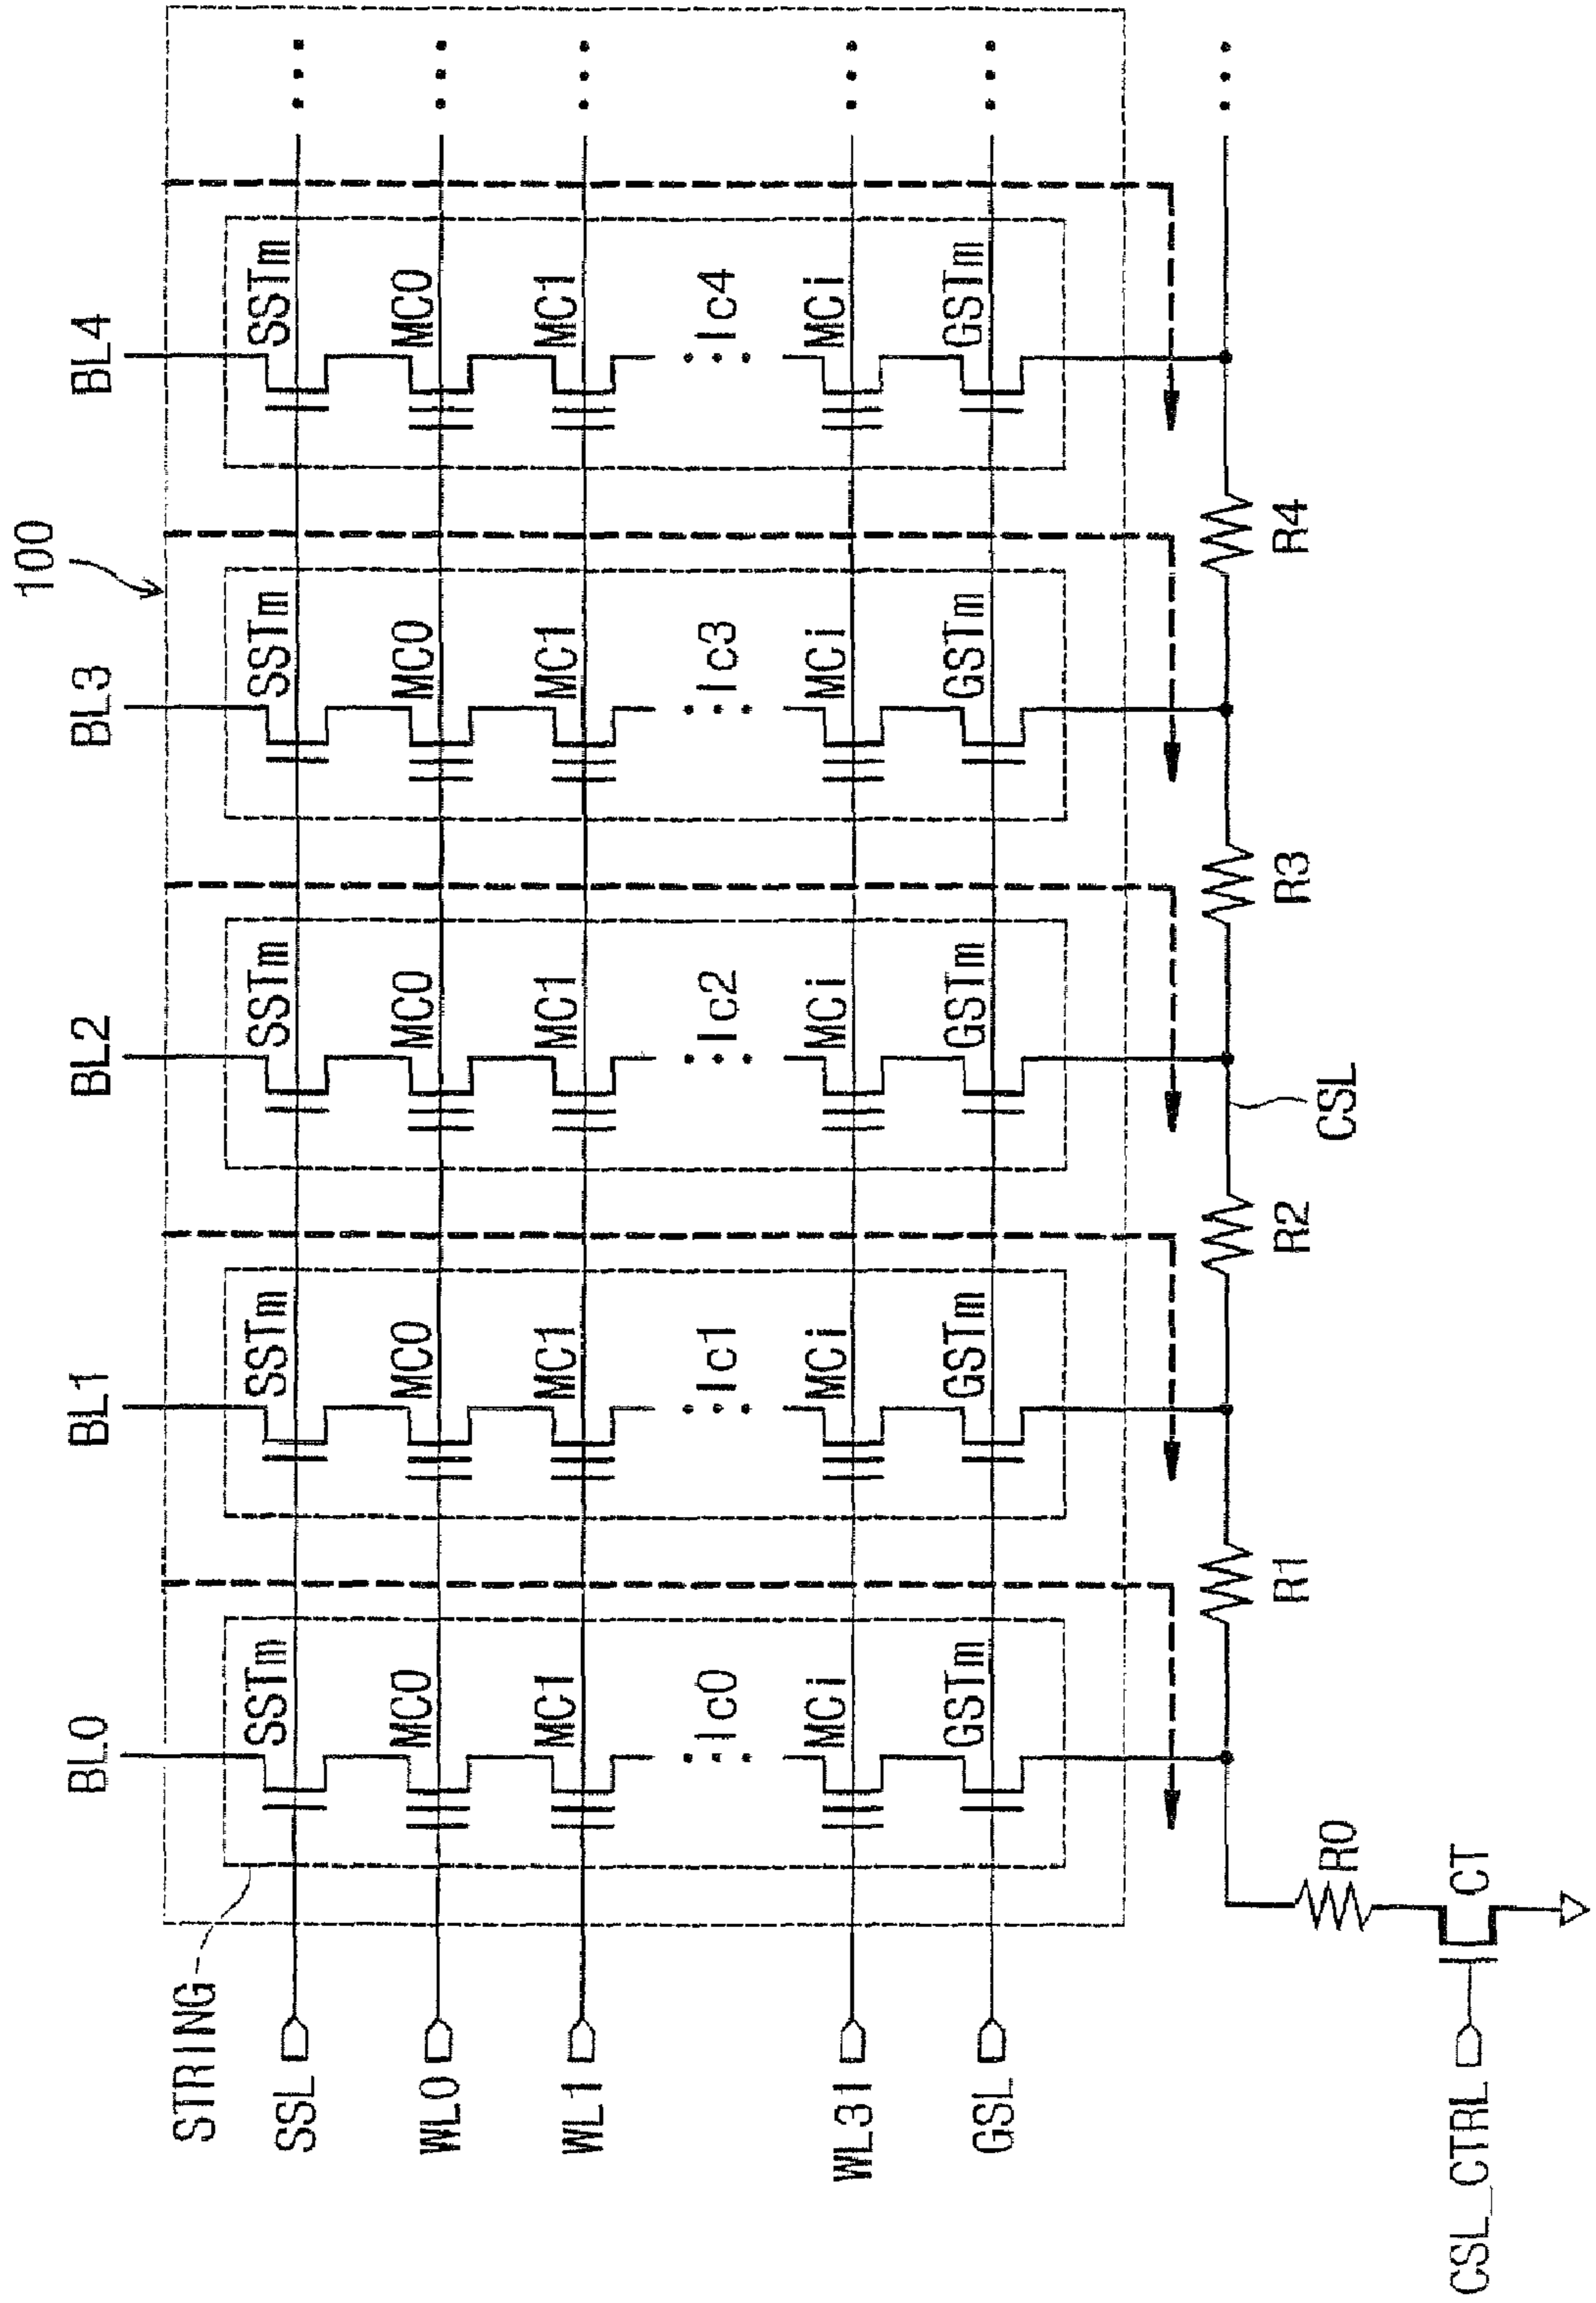 100
BL0 BL1 BL2 BL3 BL4
STRING
SSL SSTm SSTm SSTm SSTm SSTm
WL0 MC0 MC0 MC0 MC0 MC0
WL1 MC1 MC1 MC1 MC1 MC1
Ic0 Ic1 Ic2 Ic3 Ic4
WL31 MCi MCi MCi MCi MCi
GSL GSTm GSTm GSTm GSTm GSTm
R1 R2 R3 R4
R0 CSL
CSL_CTRL CT